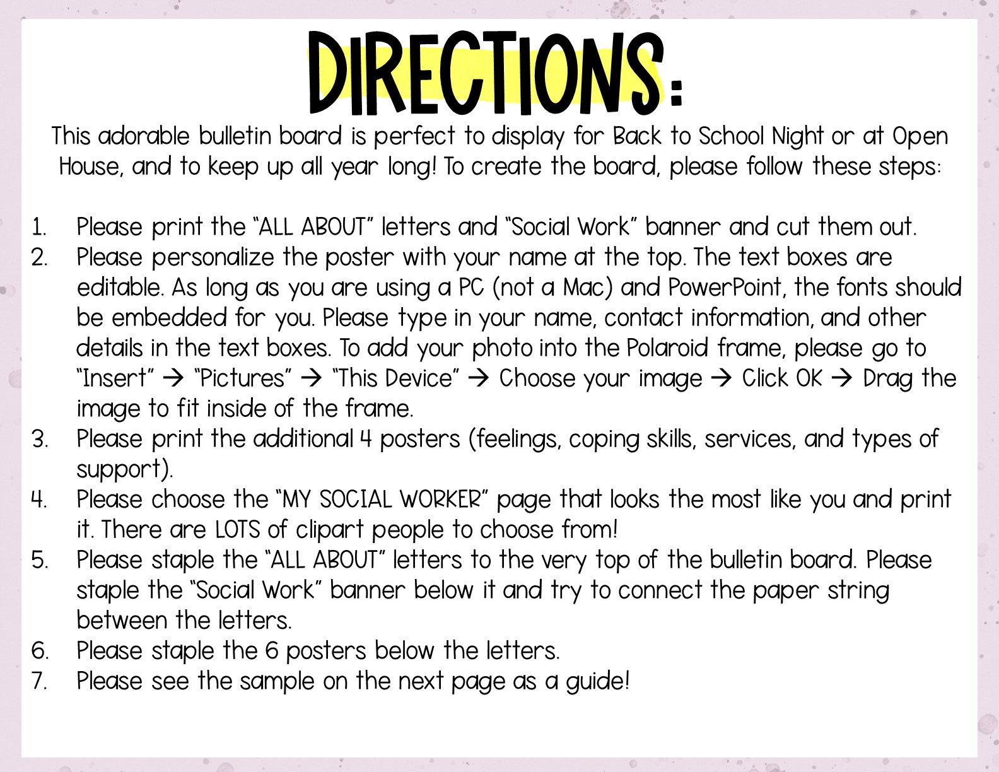 DIRECTIONS:
This adorable bulletin board is perfect to display for Back to School Night or at Open
House, and to keep up all year long! To create the board, please follow these steps:
1. Please print the “ALL ABOUT” letters and “Social Work” banner and cut them out.
2. Please personalize the poster with your name at the top. The text boxes are
editable. As long as you are using a PC (not a Mac) and PowerPoint, the fonts should
be embedded for you. Please type in your name, contact information, and other
details in the text boxes. To add your photo into the Polaroid frame, please go to
“Insert” → “Pictures” → “This Device” → Choose your image → Click OK → Drag the
image to fit inside of the frame.
3. Please print the additional 4 posters (feelings, coping skills, services, and types of
support).
4. Please choose the “MY SOCIAL WORKER” page that looks the most like you and print
it. There are LOTS of clipart people to choose from!
5. Please staple the “ALL ABOUT” letters to the very top of the bulletin board. Please
staple the “Social Work” banner below it and try to connect the paper string
between the letters.
6. Please staple the 6 posters below the letters.
7. Please see the sample on the next page as a guide!